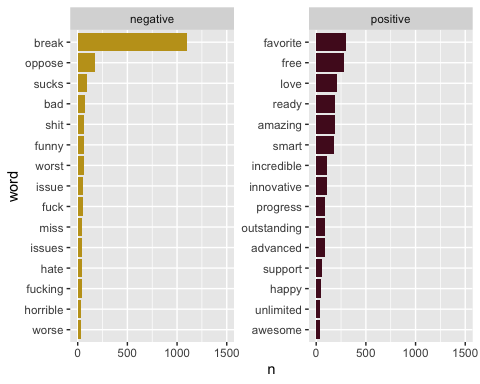 negative
positive
word
break
oppose
sucks
bad
shit
funny
worst
issue
fuck
miss
issues
hate
fucking
horrible
worse
favorite
free
love
ready
amazing
smart
incredible
innovative
progress
outstanding
advanced
support
happy
unlimited
awesome
0
500
1000
1500
0
500
1000
1500
n